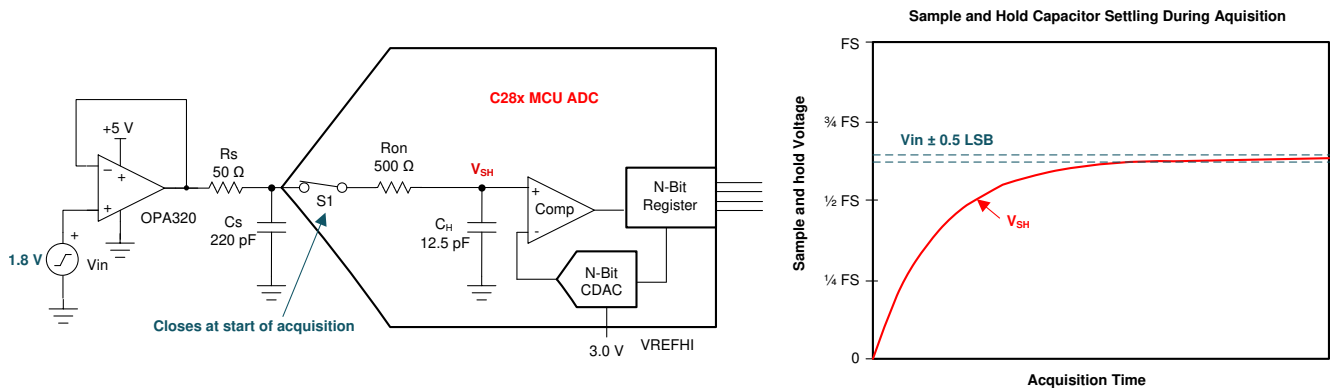 C28x MCU ADC
+5 V
Rs
50 Ω
Ron
500 Ω
VSH
−
+
+
OPA320
S1
Cs
220 pF
CH
12.5 pF
+
Comp
-
N-Bit
Register
N-Bit
CDAC
+
1.8 V
Vin
Closes at start of acquisition
3.0 V
VREFHI
Sample and Hold Capacitor Settling During Aquisition
Sample and hold Voltage
FS
¾ FS
½ FS
¼ FS
0
Vin ± 0.5 LSB
VSH
Acquisition Time